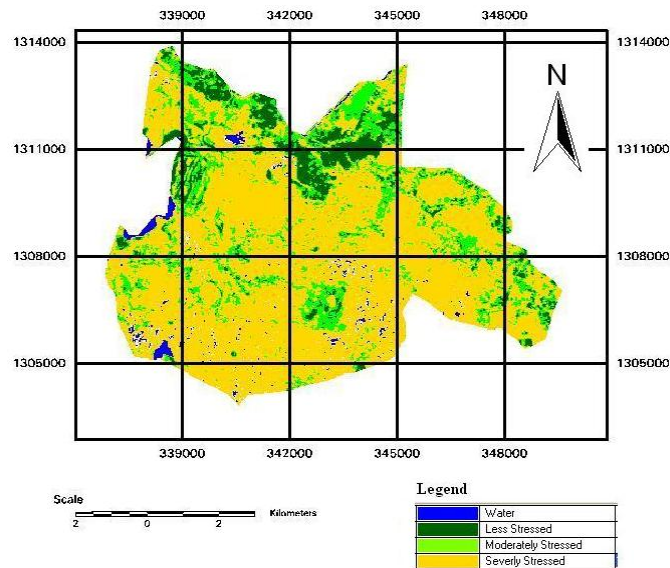 339000 342000 345000 348000
1314000 1314000
N
1311000 1311000
1308000 1308000
1305000 1305000
339000 342000 345000 348000
Scale
2 0 2 Kilometers
Legend
Water
Less Stressed
Moderately Stressed
Severly Stressed